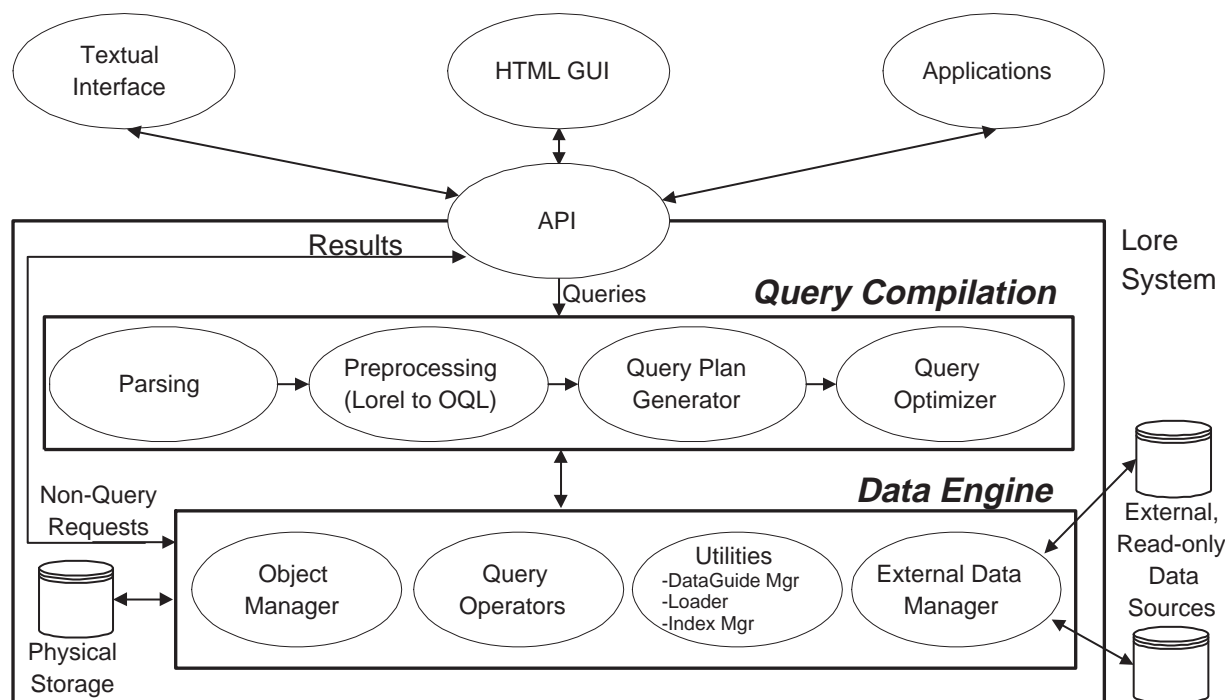 Textual
Interface
HTML GUI
Applications
API
Results
Lore
System
Queries
Query Compilation
Parsing
Preprocessing
(Lorel to OQL)
Query Plan
Generator
Query
Optimizer
Non-Query
Requests
Data Engine
Object
Manager
Query
Operators
Utilities
-DataGuide Mgr
-Loader
-Index Mgr
External Data
Manager
External,
Read-only
Data
Sources
Physical
Storage